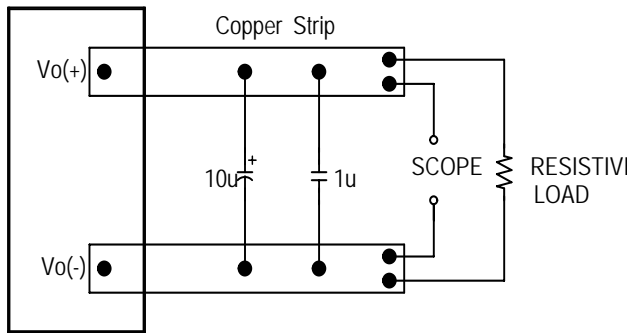 Copper Strip
Vo(+)
+
10u
1u
SCOPE
RESISTIVE
LOAD
Vo(-)